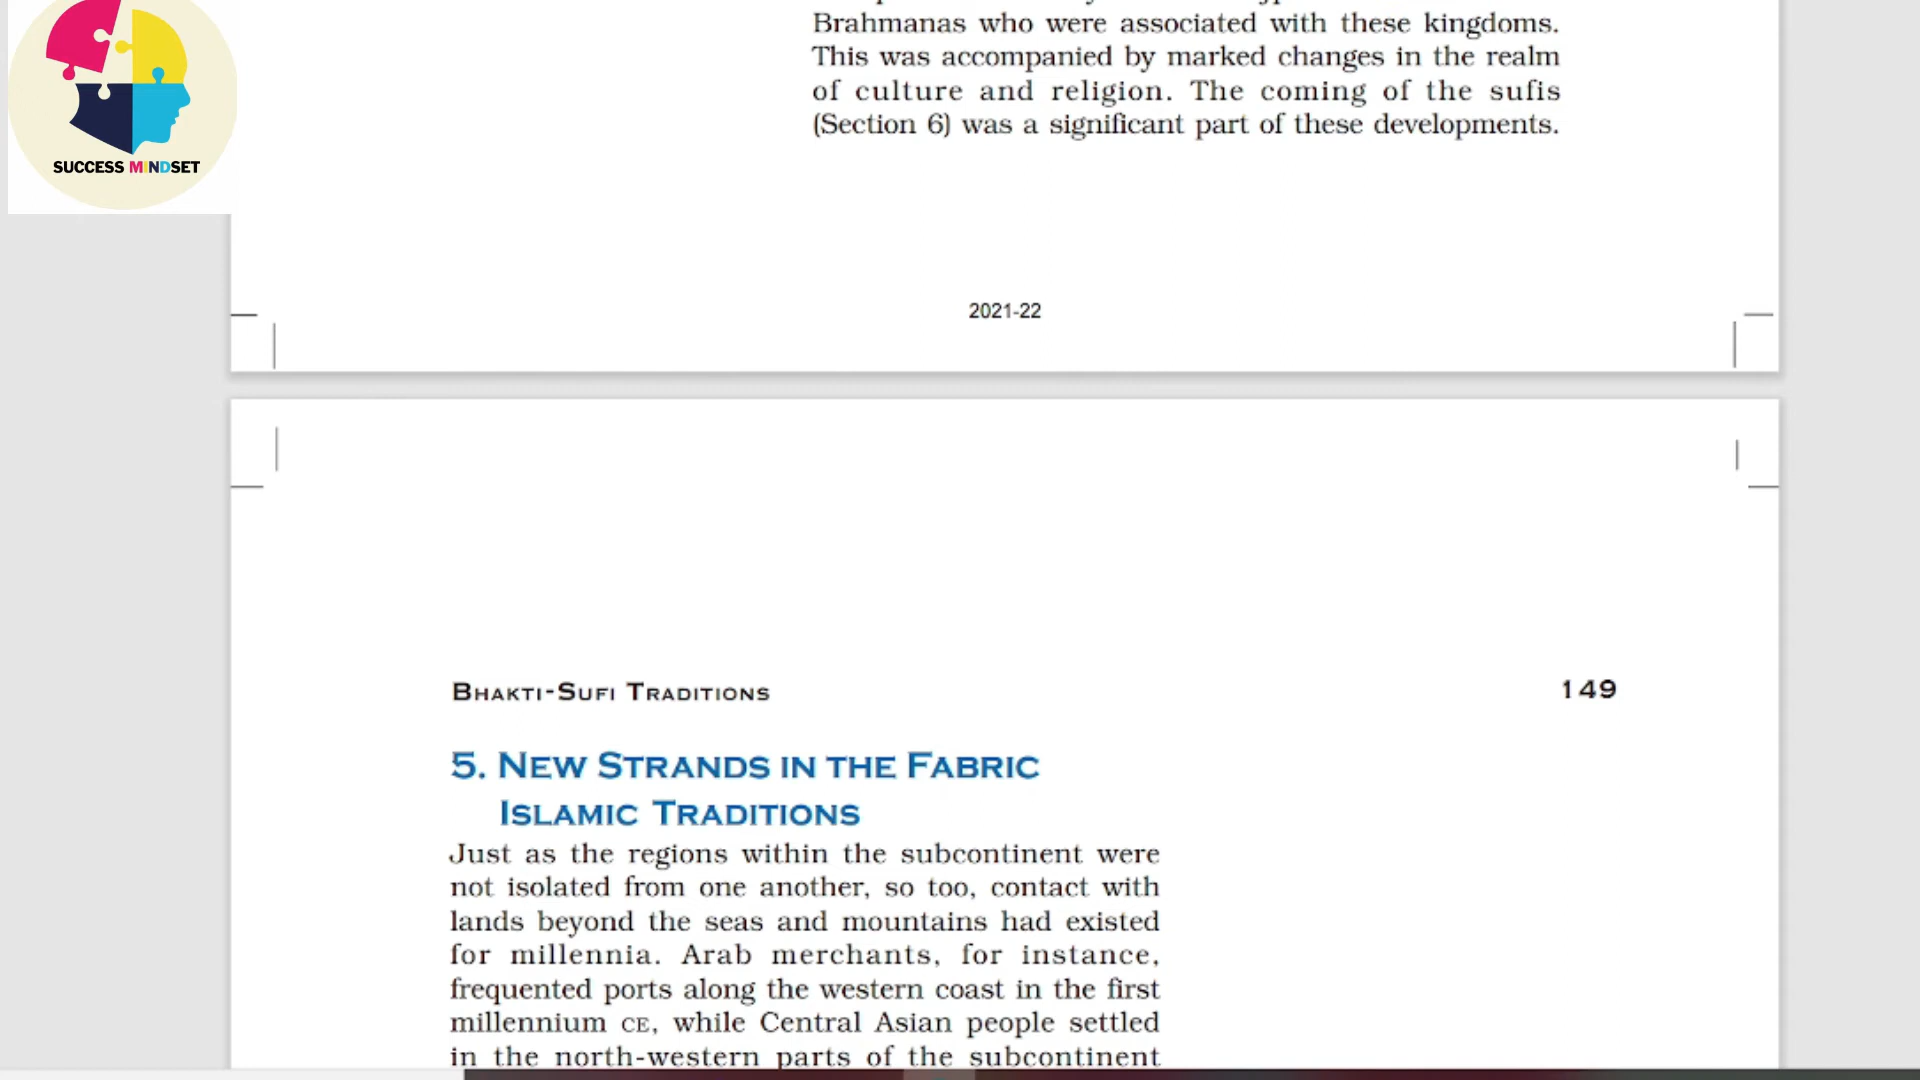 SUCCESS MINDSET
Brahmanas who were associated with these kingdoms.
This was accompanied by marked changes in the realm
of culture and religion. The coming of the sufis
(Section 6) was a significant part of these developments.
2021-22
BHAKTI-SUFI TRADITIONS 149
5. NEW STRANDS IN THE FABRIC
ISLAMIC TRADITIONS
Just as the regions within the subcontinent were
not isolated from one another, so too, contact with
lands beyond the seas and mountains had existed
for millennia. Arab merchants, for instance,
frequented ports along the western coast in the first
millennium CE, while Central Asian people settled
in the north-western parts of the subcontinent